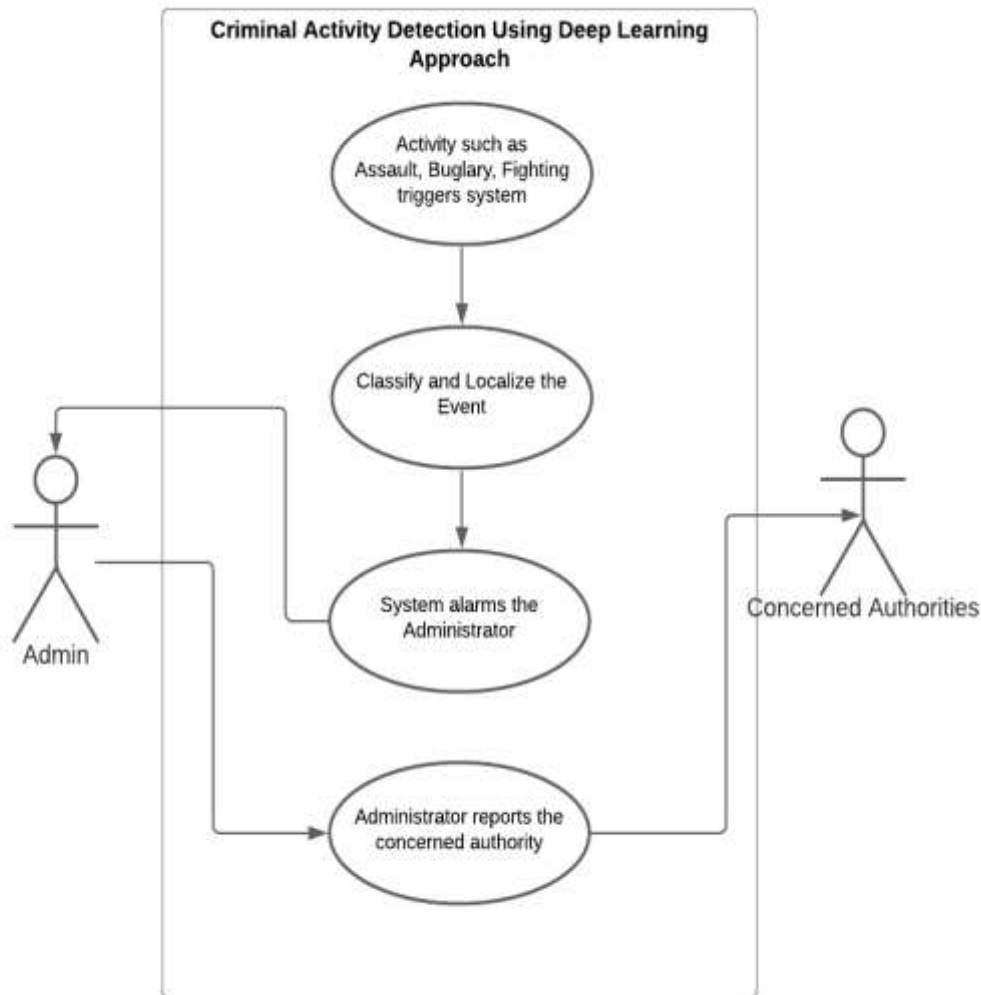 Criminal Activity Detection Using Deep Learning
Approach
Activity such as
Assault, Buglary, Fighting
triggers system
Classify and Localize the
Event
System alarms the
Administrator
Admin
Concerned Authorities
Administrator reports the
concerned authority